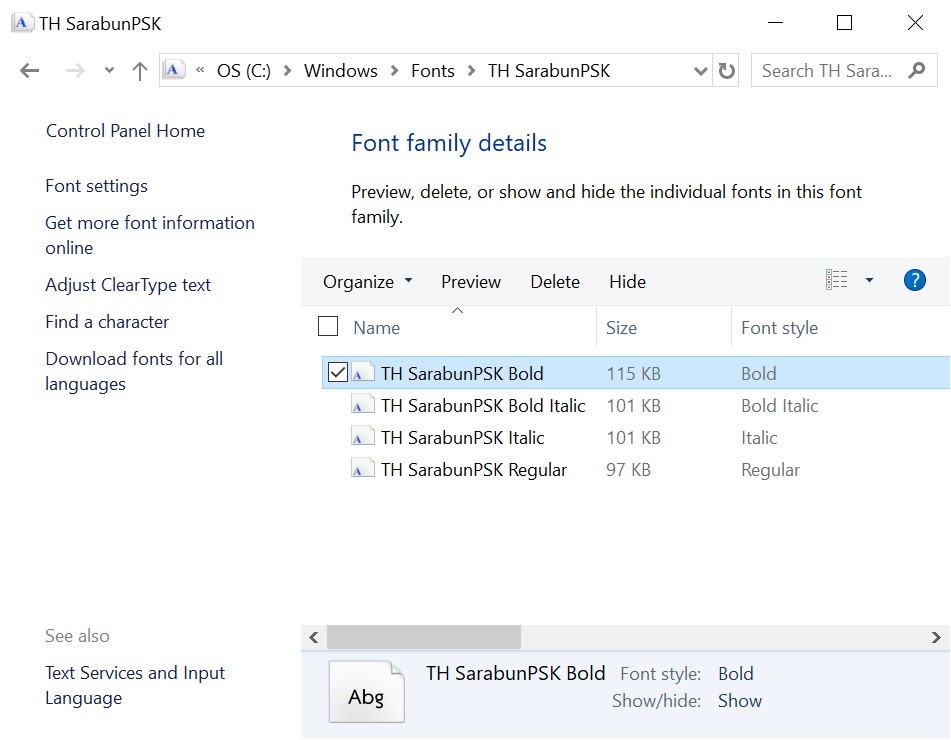 TH SarabunPSK
« OS (C:) > Windows > Fonts > TH SarabunPSK
Search TH Sara...
Control Panel Home
Font settings
Get more font information
online
Adjust ClearType text
Find a character
Download fonts for all
languages
See also
Text Services and Input
Language
Font family details
Preview, delete, or show and hide the individual fonts in this font
family.
Organize Preview Delete Hide ?
Name Size Font style
TH SarabunPSK Bold 115 KB Bold
TH SarabunPSK Bold Italic 101 KB Bold Italic
TH SarabunPSK Italic 101 KB Italic
TH SarabunPSK Regular 97 KB Regular
Abg
TH SarabunPSK Bold Font style: Bold
Show/hide: Show